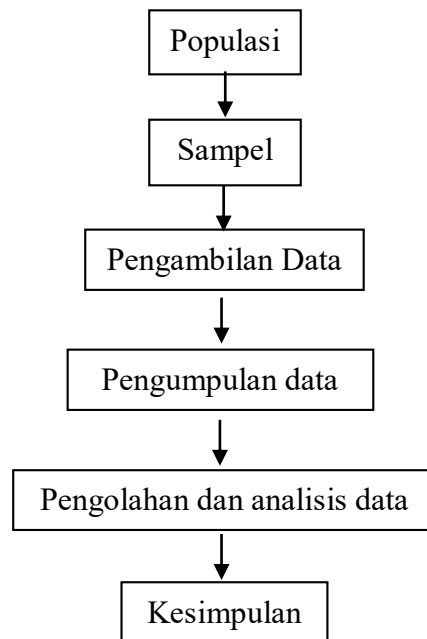 Populasi
Sampel
Pengambilan Data
Pengumpulan data
Pengolahan dan analisis data
Kesimpulan